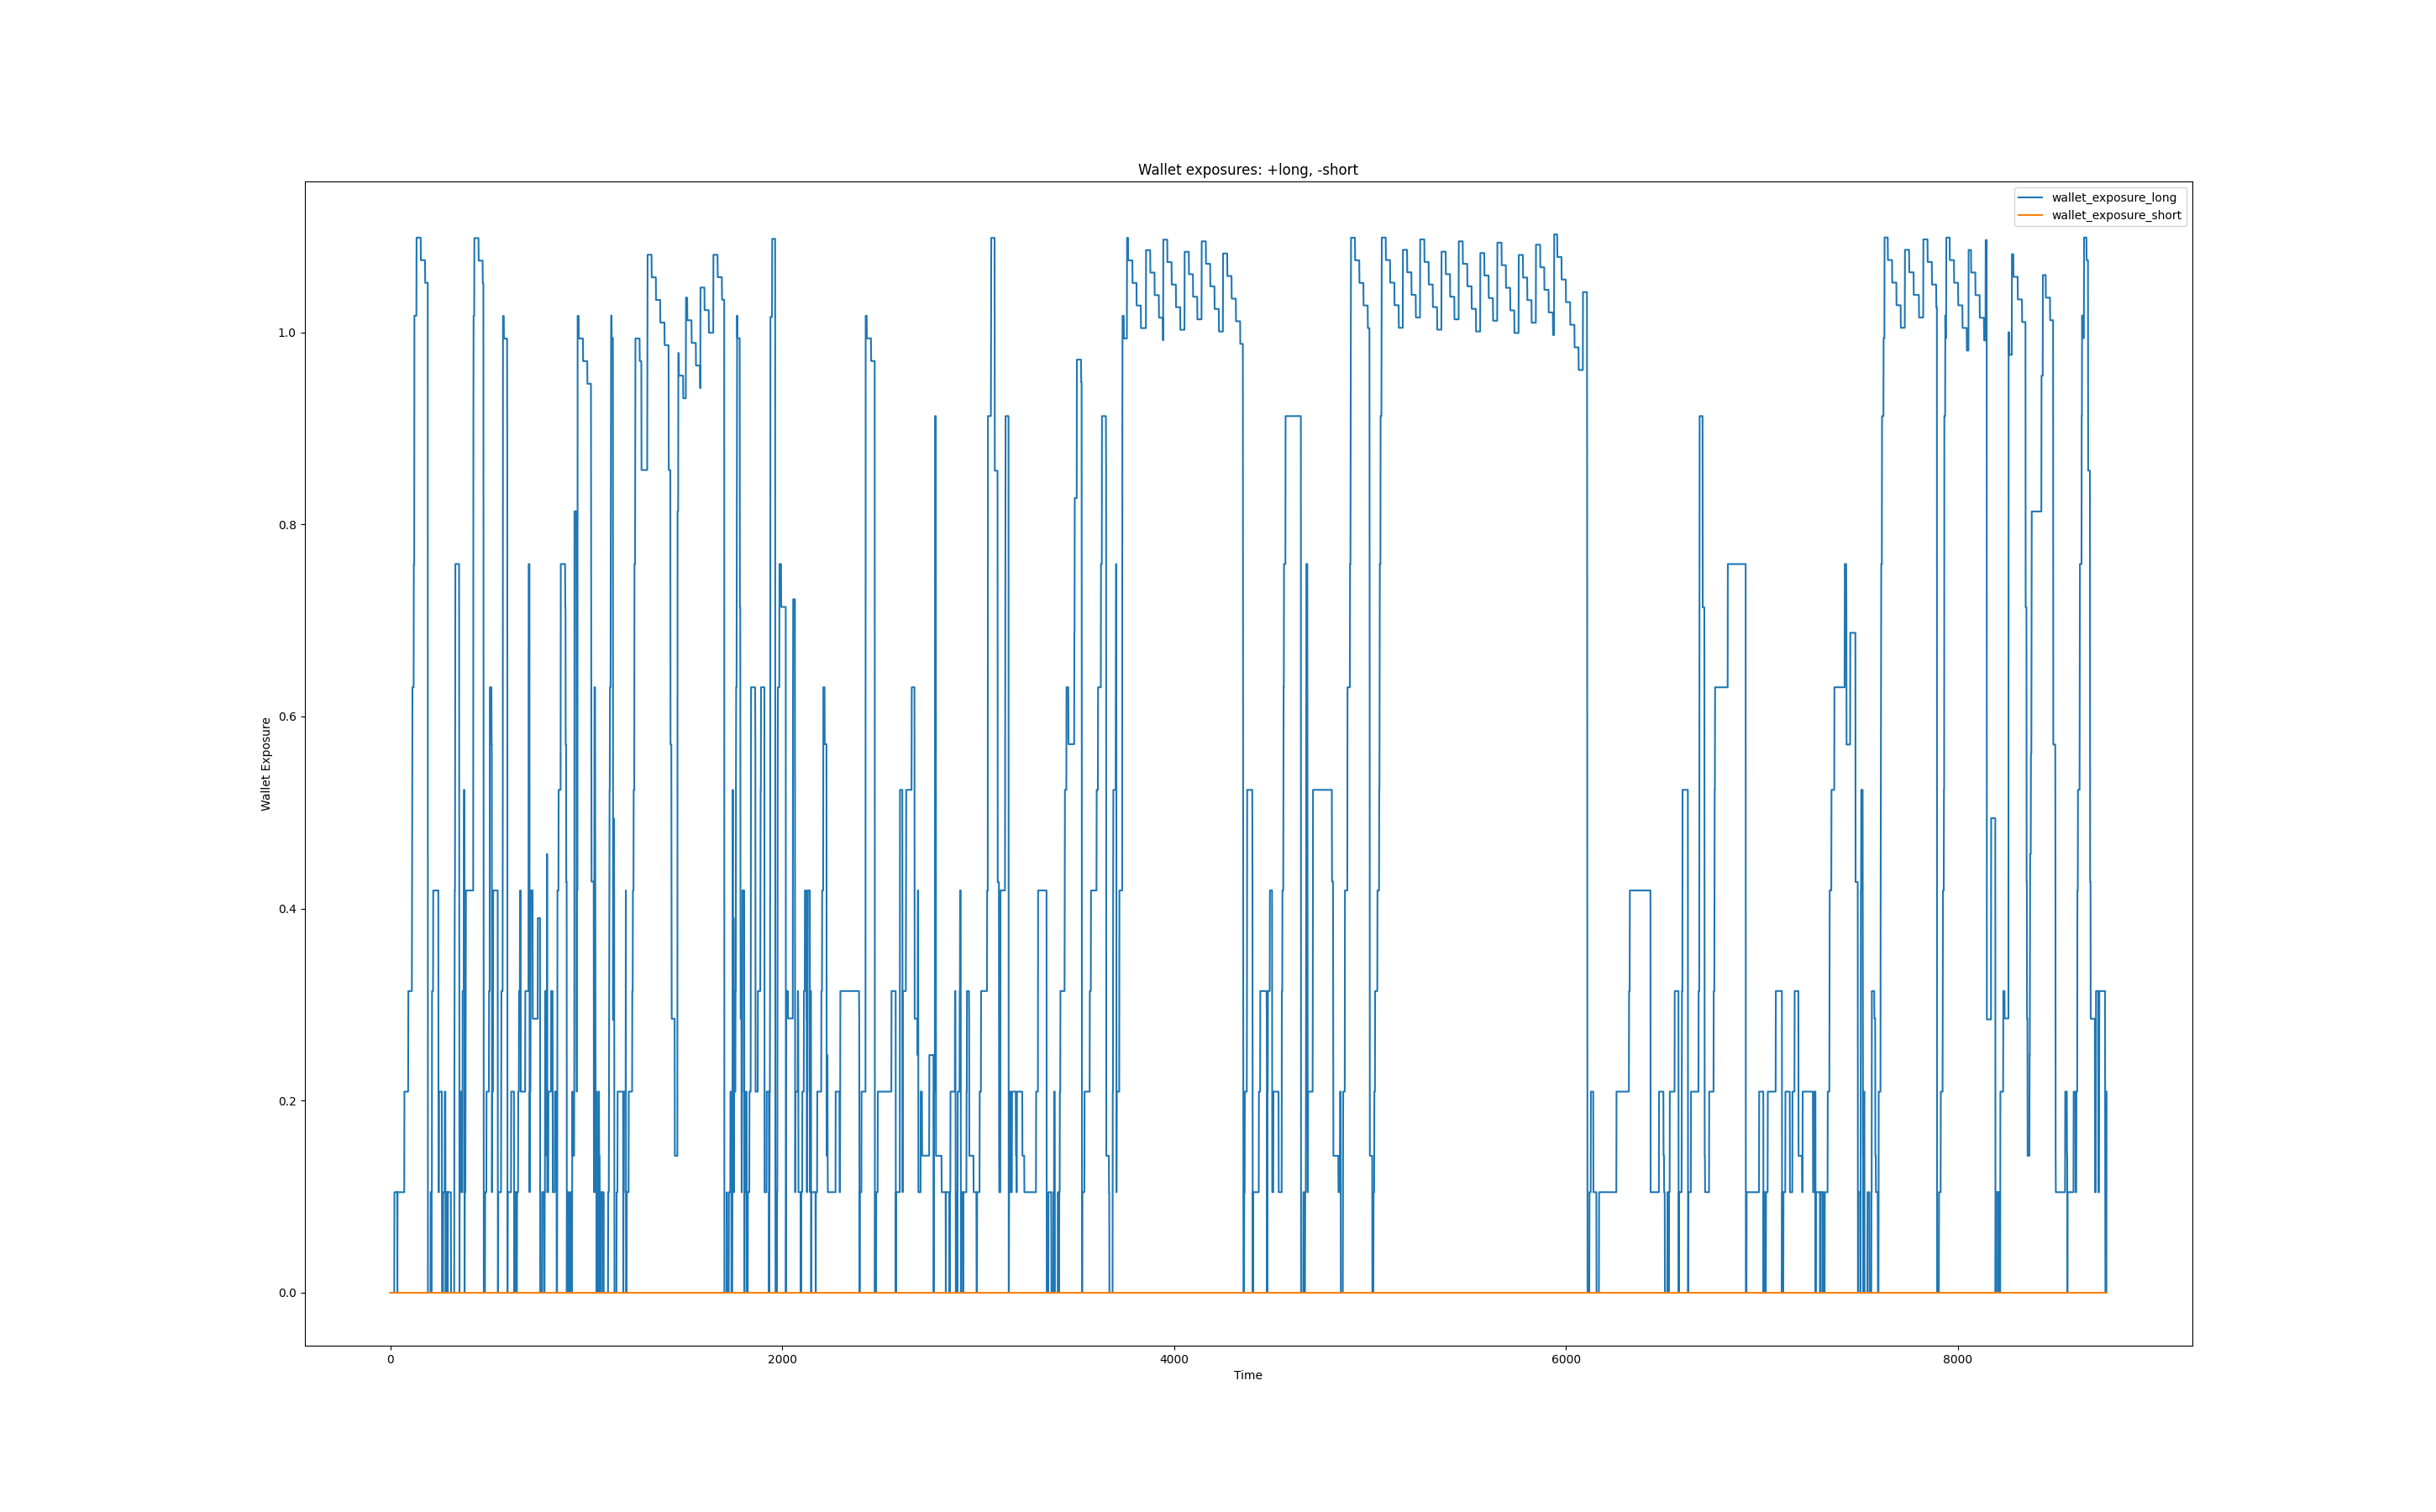 Wallet exposures: +long, -short
wallet_exposure_long
wallet_exposure_short
1.0
0.8
0.6
0.4
0.2
0.0
Wallet Exposure
0
2000
4000
6000
8000
Time